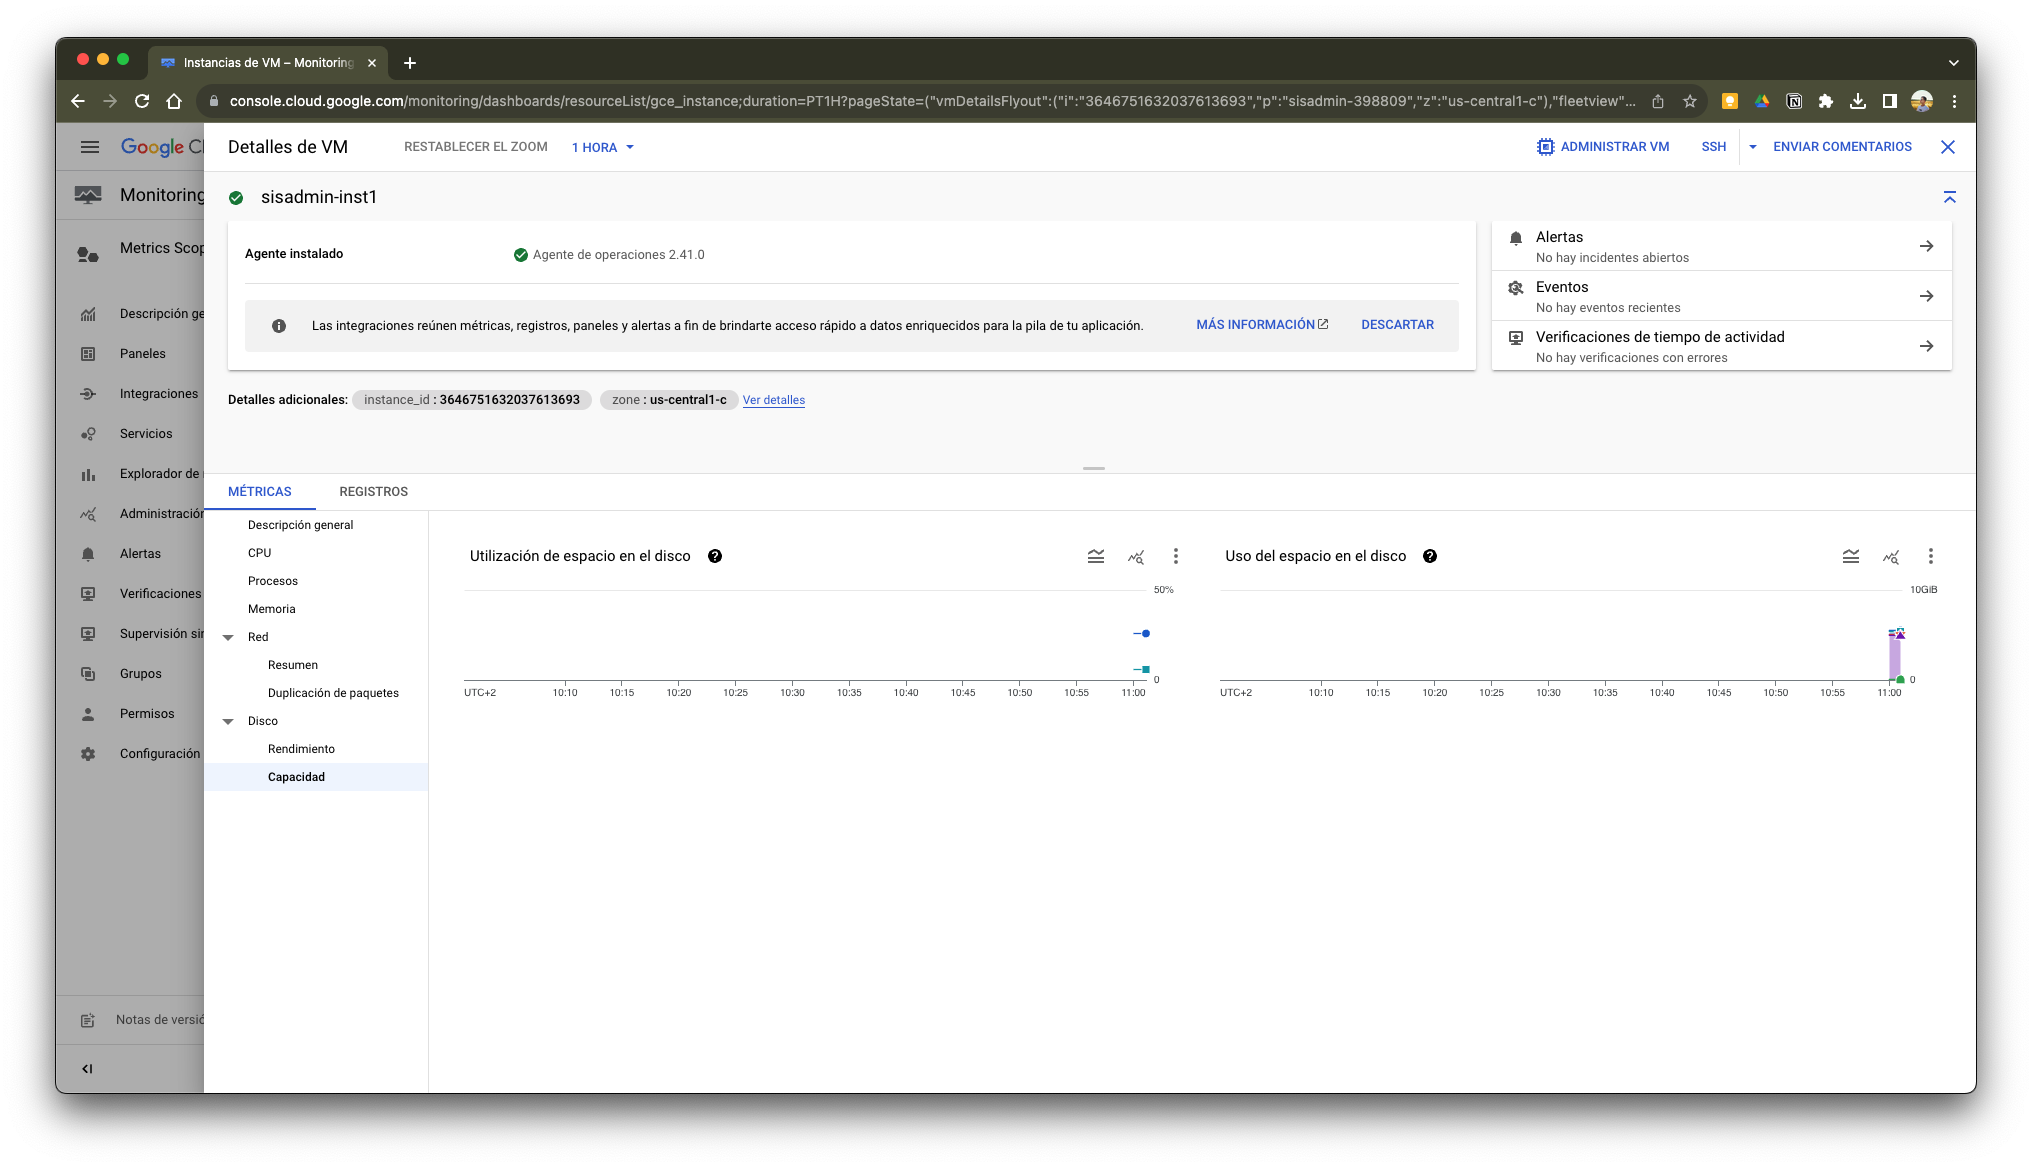 Instancias de VM – Monitoring
console.cloud.google.com/monitoring/dashboards/resourceList/gce_instance;duration=PT1H?pageState=("vmDetailsFlyout":("i":"3646751632037613693","p":"sisadmin-398809","z":"us-central1-c"),"fleetview"...
Google Cl
Detalles de VM
RESTABLECER EL ZOOM
1 HORA
ADMINISTRAR VM
SSH
ENVIAR COMENTARIOS
Monitoring
sisadmin-inst1
Metrics Scop
Agente instalado
Agente de operaciones 2.41.0
Las integraciones reúnen métricas, registros, paneles y alertas a fin de brindarte acceso rápido a datos enriquecidos para la pila de tu aplicación.
MÁS INFORMACIÓN
DESCARTAR
Alertas
No hay incidentes abiertos
Eventos
No hay eventos recientes
Verificaciones de tiempo de actividad
No hay verificaciones con errores
Detalles adicionales:
instance_id : 3646751632037613693
zone : us-central1-c
Ver detalles
Descripción ge
Paneles
Integraciones
Servicios
Explorador de
Administración
Alertas
Verificaciones
Supervisión sin
Grupos
Permisos
Configuración
Notas de versió
MÉTRICAS
REGISTROS
Descripción general
CPU
Procesos
Memoria
Red
Resumen
Duplicación de paquetes
Disco
Rendimiento
Capacidad
Utilización de espacio en el disco
50%
0
UTC+2 10:10 10:15 10:20 10:25 10:30 10:35 10:40 10:45 10:50 10:55 11:00
Uso del espacio en el disco
10GiB
0
UTC+2 10:10 10:15 10:20 10:25 10:30 10:35 10:40 10:45 10:50 10:55 11:00